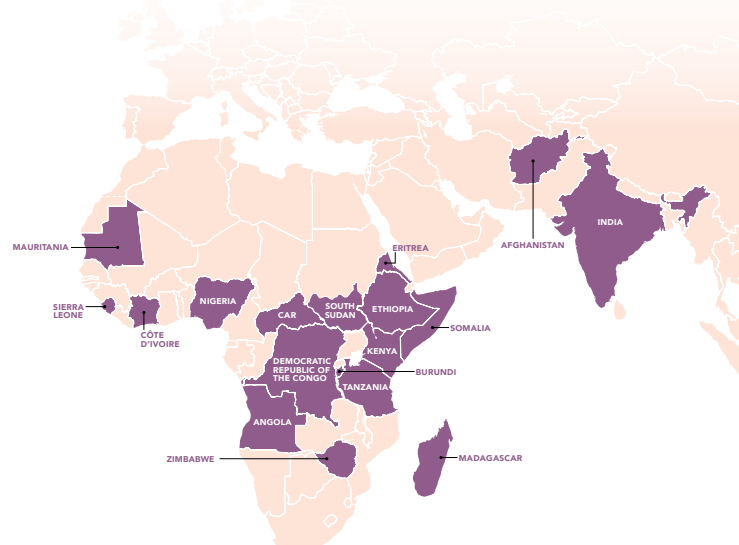 INDIA
AFGHANISTAN
MAURITANIA
ERITREA
SIERRA
LEONE
NIGERIA
CAR
SOUTH
SUDAN
ETHIOPIA
CÔTE
D'IVOIRE
SOMALIA
KENYA
DEMOCRATIC
REPUBLIC OF
THE CONGO
BURUNDI
TANZANIA
ANGOLA
ZIMBABWE
MADAGASCAR